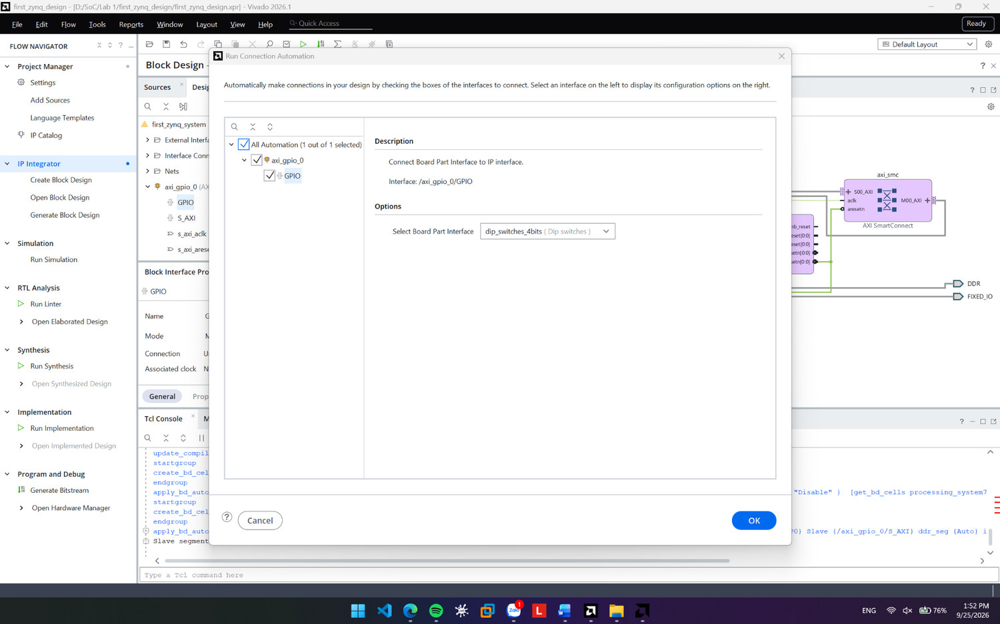 first_zynq_design - [D:/SoC/Lab 1/first_zynq_design/first_zynq_design.xpr] - Vivado 2026.1
File Edit Flow Tools Reports Window Layout View Help Quick Access Ready
FLOW NAVIGATOR
Default Layout
Project Manager
Settings
Add Sources
Language Templates
IP Catalog
IP Integrator
Create Block Design
Open Block Design
Generate Block Design
Simulation
Run Simulation
RTL Analysis
Run Linter
Open Elaborated Design
Synthesis
Run Synthesis
Open Synthesized Design
Implementation
Run Implementation
Open Implemented Design
Program and Debug
Generate Bitstream
Open Hardware Manager
Block Design -
Sources
Desig
first_zynq_system
External Interfa
Interface Conn
Nets
axi_gpio_0 (AX
GPIO
S_AXI
s_axi_aclk
s_axi_arese
Block Interface Pro
GPIO
Name G
Mode M
Connection U
Associated clock N
General Prop
Run Connection Automation
Automatically make connections in your design by checking the boxes of the interfaces to connect. Select an interface on the left to display its configuration options on the right.
All Automation (1 out of 1 selected)
axi_gpio_0
GPIO
Description
Connect Board Part Interface to IP interface.
Interface: /axi_gpio_0/GPIO
Options
Select Board Part Interface dip_switches_4bits ( Dip switches )
? Cancel OK
axi_smc
S00_AXI
aclk
aresetn
M00_AXI
AXI SmartConnect
nb_reset
eset[0:0]
eset[0:0]
setn[0:0]
setn[0:0]
DDR
FIXED_IO
Tcl Console M
update_compil
startgroup
create_bd_cel
endgroup
apply_bd_auto "Disable" } [get_bd_cells processing_system7
startgroup
create_bd_cel
endgroup
apply_bd_auto P0} Slave {/axi_gpio_0/S_AXI} ddr_seg {Auto} i
Slave segment
Type a Tcl command here
Zalo
1
L
W
ENG
76%
1:52 PM
9/25/2026